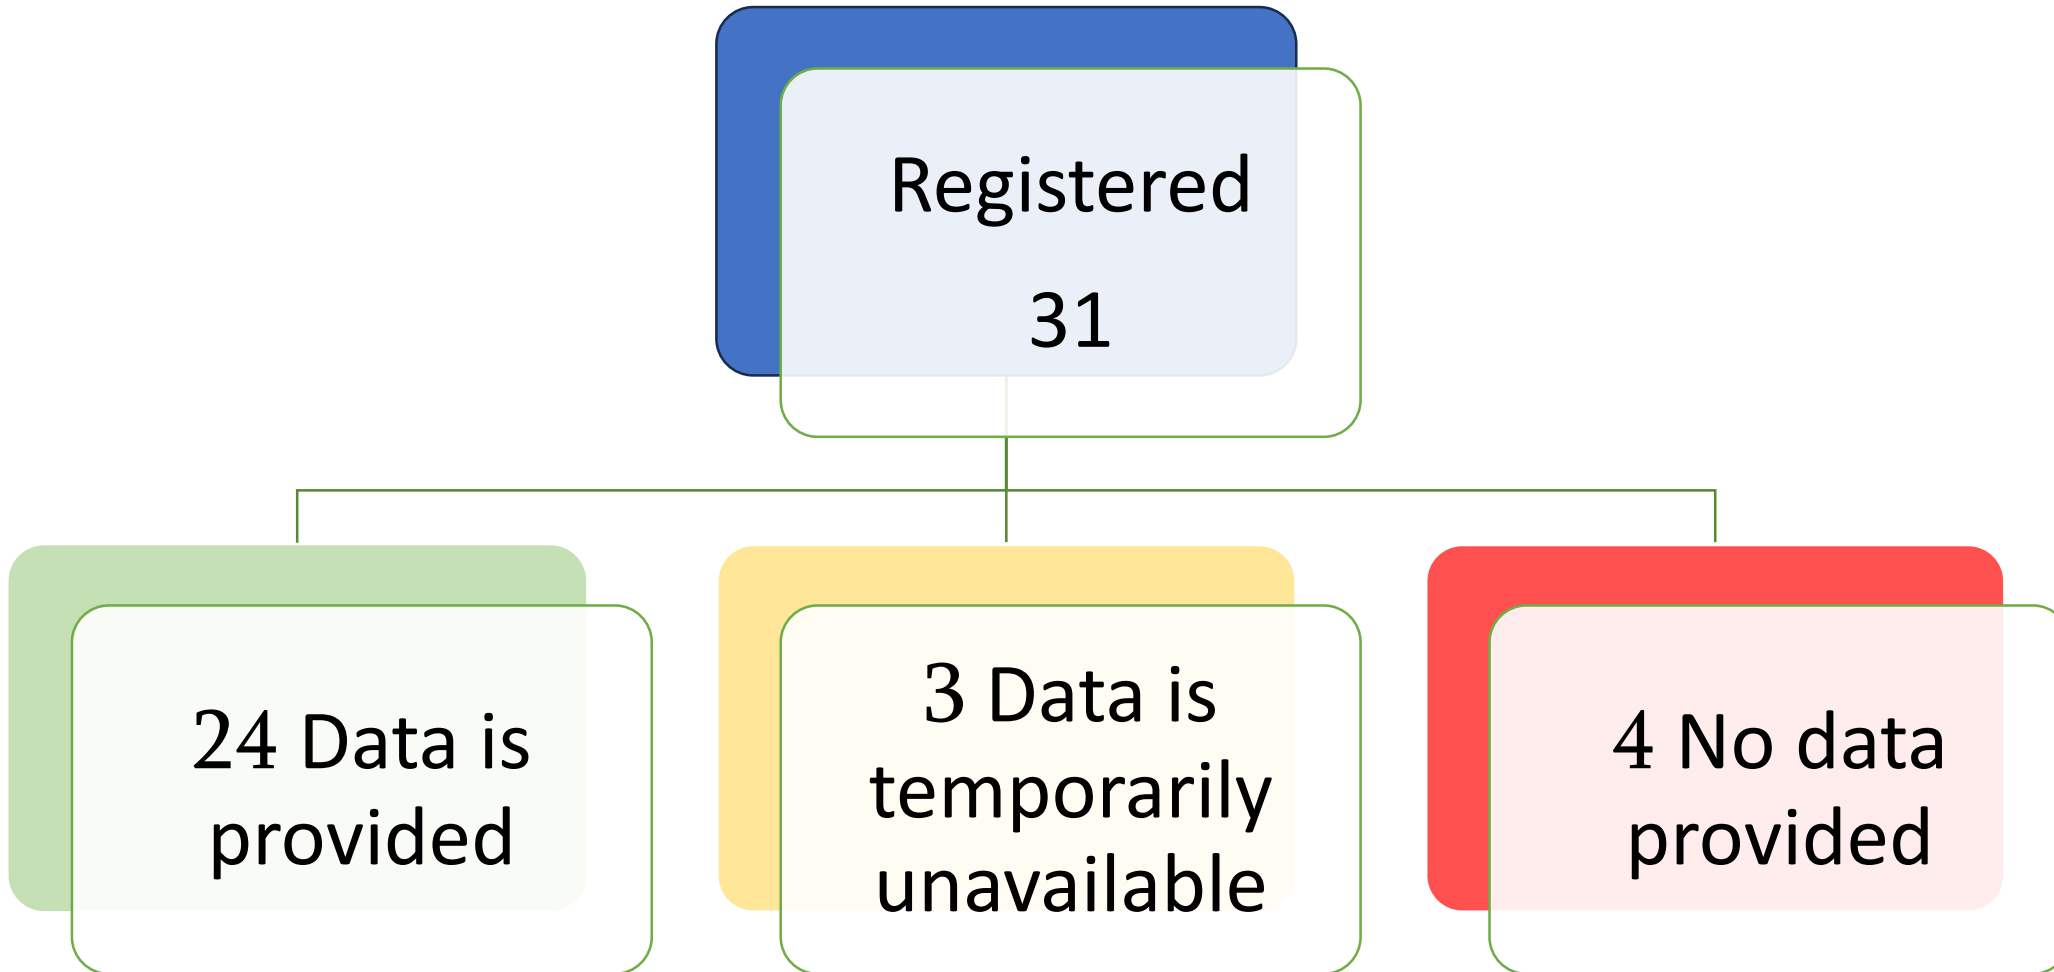 Registered
31
24 Data is
provided
3 Data is
temporarily
unavailable
4 No data
provided